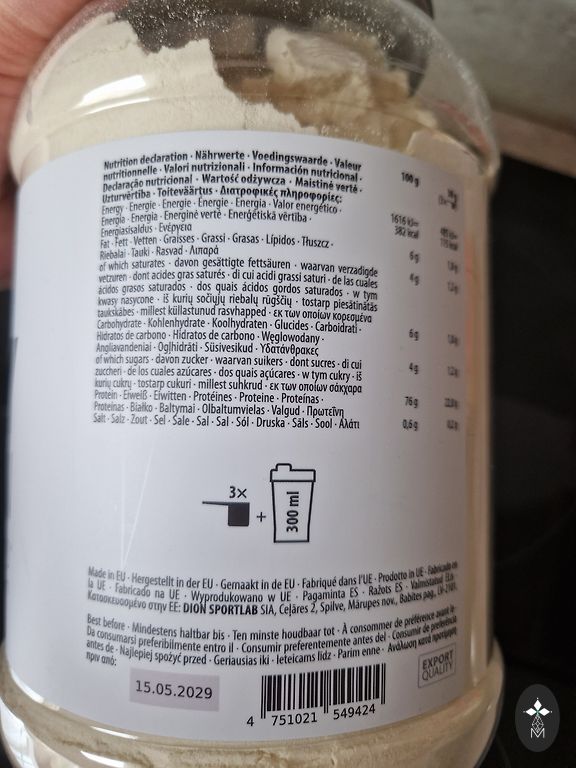 Nutrition declaration · Nährwerte · Voedingswaarde · Valeur
nutritionnelle · Valori nutrizionali · Información nutricional · 100 g
Declaração nutricional · Wartość odżywcza · Maistinė vertė ·
Uzturvērtība · Toiteväärtus · Διατροφικές πληροφορίες:
Energy · Energie · Énergie · Energia · Valor energético · 1616 kJ
Energía · Energia · Energinė vertė · Enerģētiskā vērtība · 382 kcal
Energiasisaldus · Ενέργεια
Fat · Fett · Vetten · Graisses · Grassi · Grasas · Lípidos · Tłuszcz · 6 g
Riebalai · Tauki · Rasvad · Λιπαρά
of which saturates · davon gesättigte fettsäuren · waarvan verzadigde 4 g
vetzuren · dont acides gras saturés · di cui acidi grassi saturi · de las cuales
ácidos grasos saturados · dos quais ácidos gordos saturados · w tym
kwasy nasycone · iš kurių sočiųjų riebalų rūgščių · tostarp piesātinātās
taukskābes · millest küllastunud rasvhapped · εκ των οποίων κορεσμένα
Carbohydrate · Kohlenhydrate · Koolhydraten · Glucides · Carboidrati · 6 g
Hidratos de carbono · Hidratos de carbono · Węglowodany ·
Angliavandeniai · Ogļhidrāti · Süsivesikud · Υδατάνθρακες
of which sugars · davon zucker · waarvan suikers · dont sucres · di cui 4 g
zuccheri · de los cuales azúcares · dos quais açúcares · w tym cukry · iš
kurių cukrų · tostarp cukuri · millest suhkrud · εκ των οποίων σάκχαρα
Protein · Eiweiß · Eiwitten · Protéines · Proteine · Proteínas · 76 g
Proteínas · Białko · Baltymai · Olbaltumvielas · Valgud · Πρωτεΐνη
Salt · Salz · Zout · Sel · Sale · Sal · Sal · Sól · Druska · Sāls · Sool · Αλάτι 0,6 g
3×
+
300 ml
Made in EU · Hergestellt in der EU · Gemaakt in de EU · Fabriqué dans l'UE · Prodotto in UE · Fabricado en
la UE · Fabricado na UE · Wyprodukowano w UE · Pagaminta ES · Ražots ES · Valmistatud ELis ·
Κατασκευασμένο στην ΕΕ: DION SPORTLAB SIA, Ceļāres 2, Spilve, Mārupes nov., Babītes pag., LV-2101.
Best before · Mindestens haltbar bis · Ten minste houdbaar tot · À consommer de préférence avant le ·
Da consumarsi preferibilmente entro il · Consumir preferentemente antes del · Consumir de preferência
antes de · Najlepiej spożyć przed · Geriausias iki · Ieteicams līdz · Parim enne · Ανάλωση κατά προτίμηση
πριν από:
15.05.2029
EXPORT
QUALITY
4 751021 549424
M